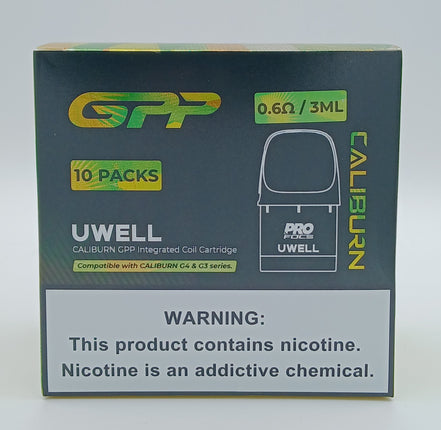 GPP
0.6Ω / 3ML
10 PACKS
CALIBURN
UWELL
CALIBURN GPP Integrated Coil Cartridge
Compatible with CALIBURN G4 & G3 series.
PRO
FOCS
UWELL
WARNING:
This product contains nicotine.
Nicotine is an addictive chemical.